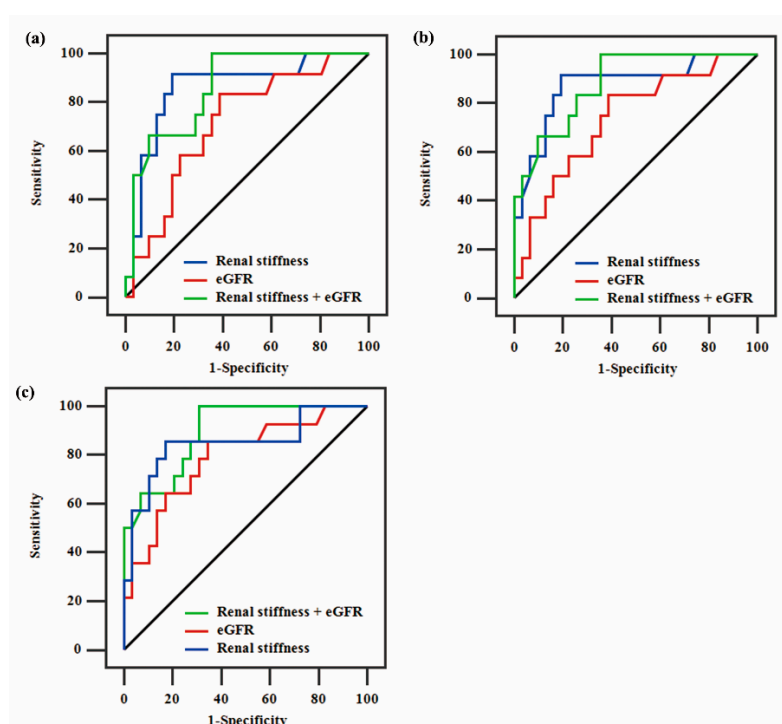 (a)
100
80
60
40
20
0
Sensitivity
Renal stiffness
eGFR
Renal stiffness + eGFR
0 20 40 60 80 100
1-Specificity
(b)
100
80
60
40
20
0
Sensitivity
Renal stiffness
eGFR
Renal stiffness + eGFR
0 20 40 60 80 100
1-Specificity
(c)
100
80
60
40
20
0
Sensitivity
Renal stiffness + eGFR
eGFR
Renal stiffness
0 20 40 60 80 100
1-Specificity